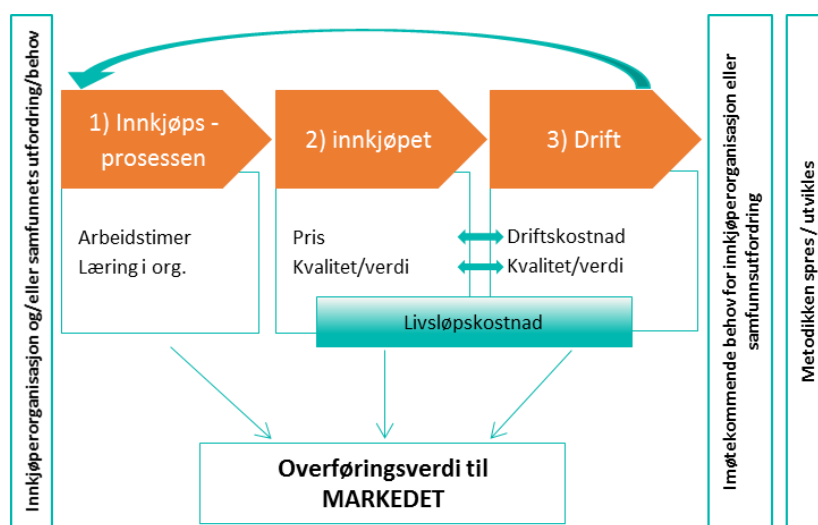 Innkjøperorganisasjon og/eller samfunnets utfordring/behov
1) Innkjøps -
prosessen
Arbeidstimer
Læring i org.
2) innkjøpet
Pris
Kvalitet/verdi
3) Drift
Driftskostnad
Kvalitet/verdi
Livsløpskostnad
Overføringsverdi til
MARKEDET
Imøtekommende behov for innkjøperorganisasjon eller
samfunnsutfordring
Metodikken spres / utvikles